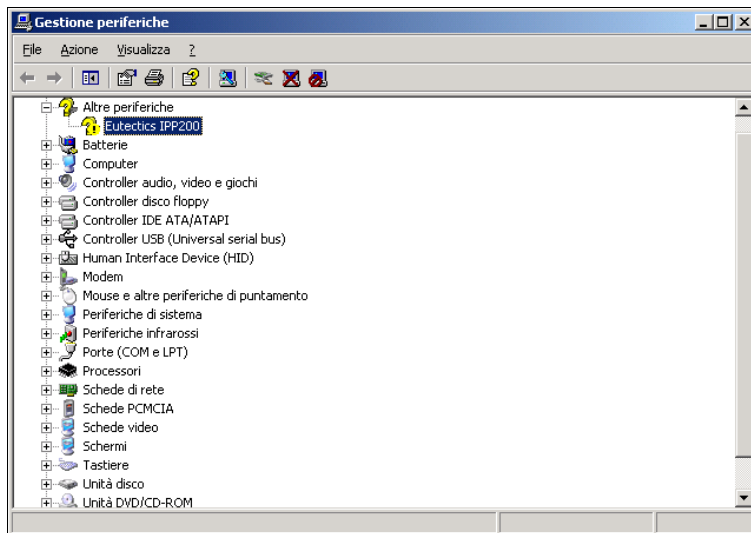 Gestione periferiche
File Azione Visualizza ?
Altre periferiche
Eutectics IPP200
Batterie
Computer
Controller audio, video e giochi
Controller disco floppy
Controller IDE ATA/ATAPI
Controller USB (Universal serial bus)
Human Interface Device (HID)
Modem
Mouse e altre periferiche di puntamento
Periferiche di sistema
Periferiche infrarossi
Porte (COM e LPT)
Processori
Schede di rete
Schede PCMCIA
Schede video
Schermi
Tastiere
Unità disco
Unità DVD/CD-ROM